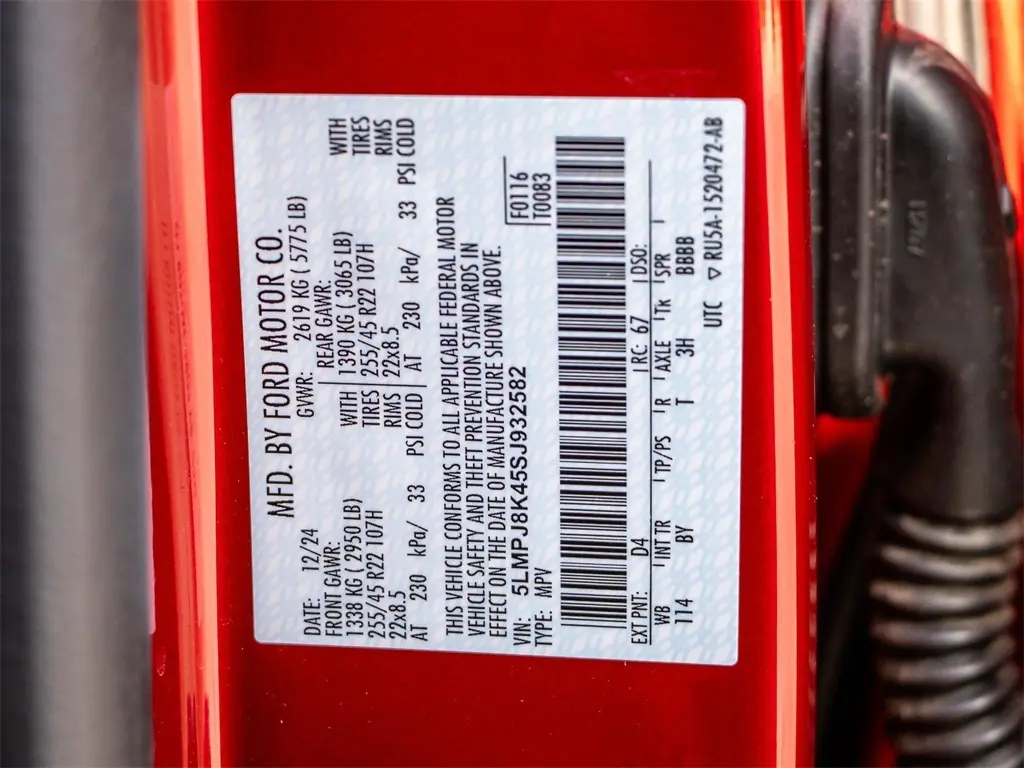 MFD. BY FORD MOTOR CO.
DATE: 12/24 GVWR: 2619 KG ( 5775 LB)
FRONT GAWR: REAR GAWR:
1338 KG ( 2950 LB) WITH 1390 KG ( 3065 LB) WITH
255/45 R22 107H TIRES 255/45 R22 107H TIRES
22x8.5 RIMS 22x8.5 RIMS
AT 230 kPa/ 33 PSI COLD AT 230 kPa/ 33 PSI COLD
THIS VEHICLE CONFORMS TO ALL APPLICABLE FEDERAL MOTOR
VEHICLE SAFETY AND THEFT PREVENTION STANDARDS IN
EFFECT ON THE DATE OF MANUFACTURE SHOWN ABOVE.
VIN: 5LMPJ8K45SJ932582
TYPE: MPV
F0116
T0083
EXT PNT: D4 RC: 67 DSO:
WB INT TR TP/PS R AXLE TR SPR
114 BY T 3H BBBB
UTC ▽ RU5A-1520472-AB